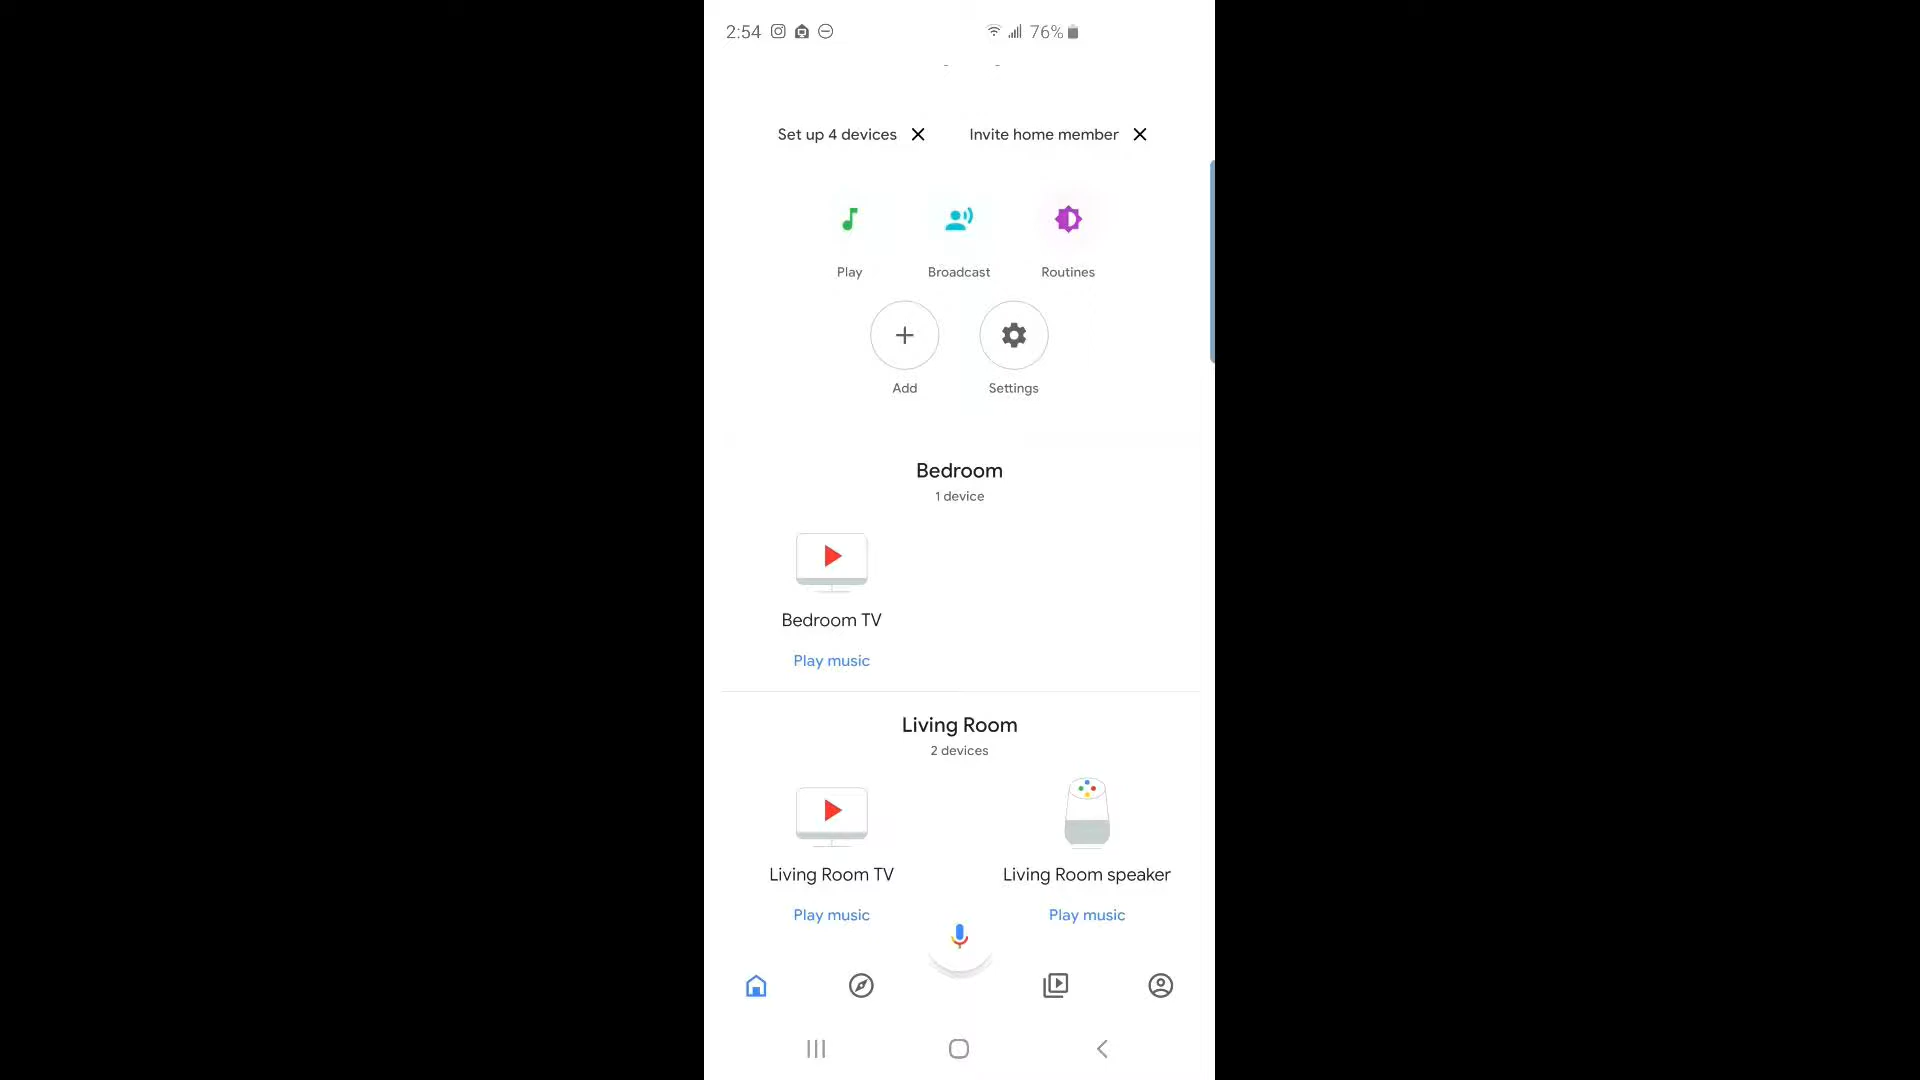 2:54 76%
Set up 4 devices Invite home member
Play Broadcast Routines
Add Settings
Bedroom
1 device
Bedroom TV
Play music
Living Room
2 devices
Living Room TV Living Room speaker
Play music Play music